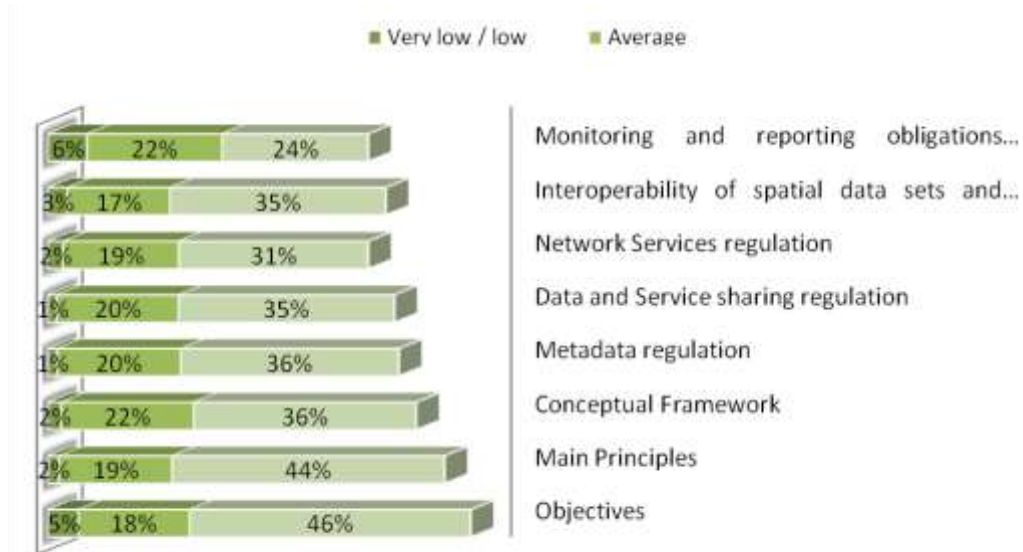 Very low / low Average
6% 22% 24% Monitoring and reporting obligations...
3% 17% 35% Interoperability of spatial data sets and...
2% 19% 31% Network Services regulation
1% 20% 35% Data and Service sharing regulation
1% 20% 36% Metadata regulation
2% 22% 36% Conceptual Framework
2% 19% 44% Main Principles
5% 18% 46% Objectives